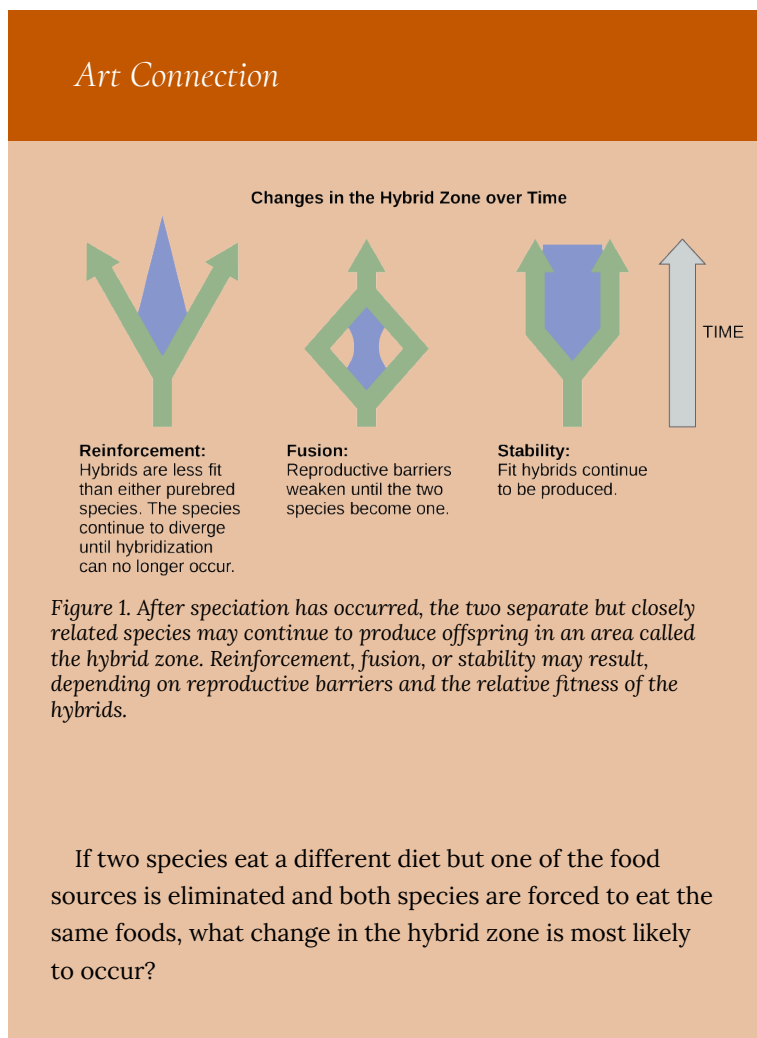 Art Connection
Changes in the Hybrid Zone over Time
TIME
Reinforcement:
Hybrids are less fit
than either purebred
species. The species
continue to diverge
until hybridization
can no longer occur.
Fusion:
Reproductive barriers
weaken until the two
species become one.
Stability:
Fit hybrids continue
to be produced.
Figure 1. After speciation has occurred, the two separate but closely
related species may continue to produce offspring in an area called
the hybrid zone. Reinforcement, fusion, or stability may result,
depending on reproductive barriers and the relative fitness of the
hybrids.
If two species eat a different diet but one of the food
sources is eliminated and both species are forced to eat the
same foods, what change in the hybrid zone is most likely
to occur?